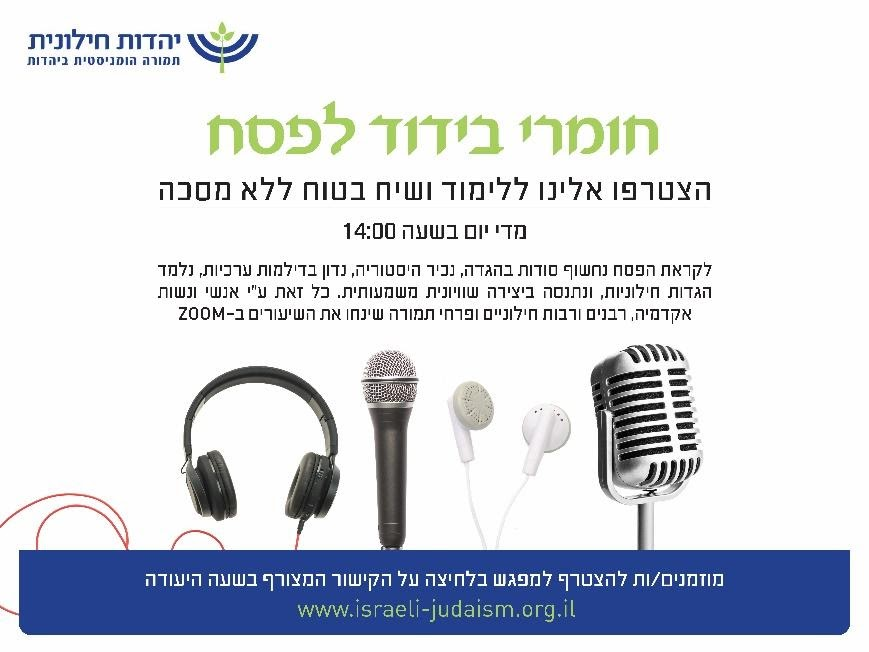 יהדות חילונית
תמורה הומניסטית ביהדות
חומרי בידוד לפסח
הצטרפו אלינו ללימוד ושיח בטוח ללא מסכה
מדי יום בשעה 14:00
לקראת הפסח נחשוף סודות בהגדה, נכיר היסטוריה, נדון בדילמות ערכיות, נלמד
הגדות חילוניות, ונתנסה ביצירה שוויונית משמעותית. כל זאת ע"י אנשי ונשות
אקדמיה, רבנים ורבות חילוניים ופרחי תמורה שינחו את השיעורים ב-ZOOM
מוזמנים/ות להצטרף למפגש בלחיצה על הקישור המצורף בשעה היעודה
www.israeli-judaism.org.il